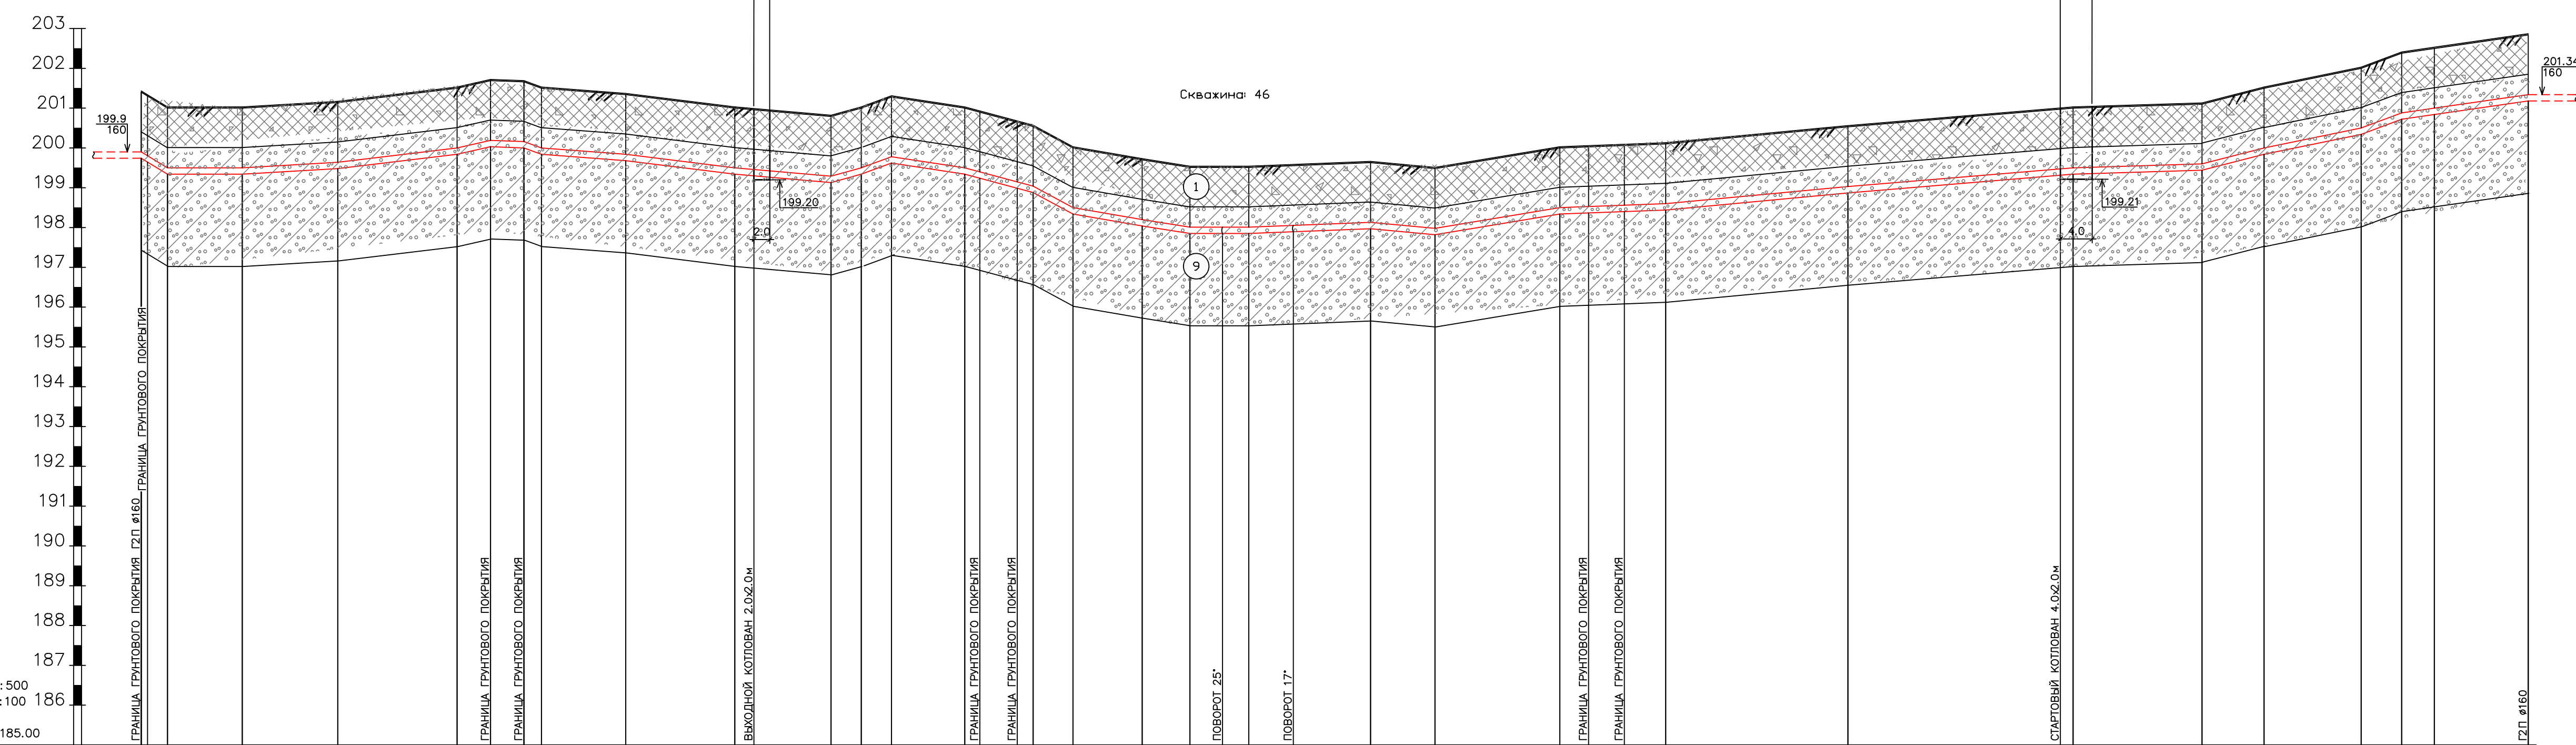 203
202
201
200
199
198
197
196
195
194
193
192
191
190
189
188
187
186
:500
:100
185.00
199.9
160
ГРАНИЦА ГРУНТОВОГО ПОКРЫТИЯ Г2П ø160
ГРАНИЦА ГРУНТОВОГО ПОКРЫТИЯ
ГРАНИЦА ГРУНТОВОГО ПОКРЫТИЯ
ГРАНИЦА ГРУНТОВОГО ПОКРЫТИЯ
ВЫХОДНОЙ КОТЛОВАН 2.0х2.0м
2.0
199.20
ГРАНИЦА ГРУНТОВОГО ПОКРЫТИЯ
ГРАНИЦА ГРУНТОВОГО ПОКРЫТИЯ
Скважина: 46
1
9
ПОВОРОТ 25°
ПОВОРОТ 17°
ГРАНИЦА ГРУНТОВОГО ПОКРЫТИЯ
ГРАНИЦА ГРУНТОВОГО ПОКРЫТИЯ
СТАРТОВЫЙ КОТЛОВАН 4.0х2.0м
4.0
199.21
Г2П ø160
201.34
160